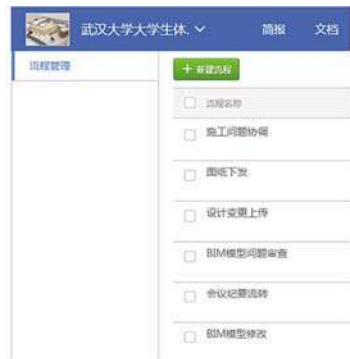 武汉大学大学生体. 简报 文档
流程管理
+ 新建流程
流程名称
施工问题协调
图纸下发
设计变更上传
BIM模型问题审查
会议纪要流转
BIM模型修改